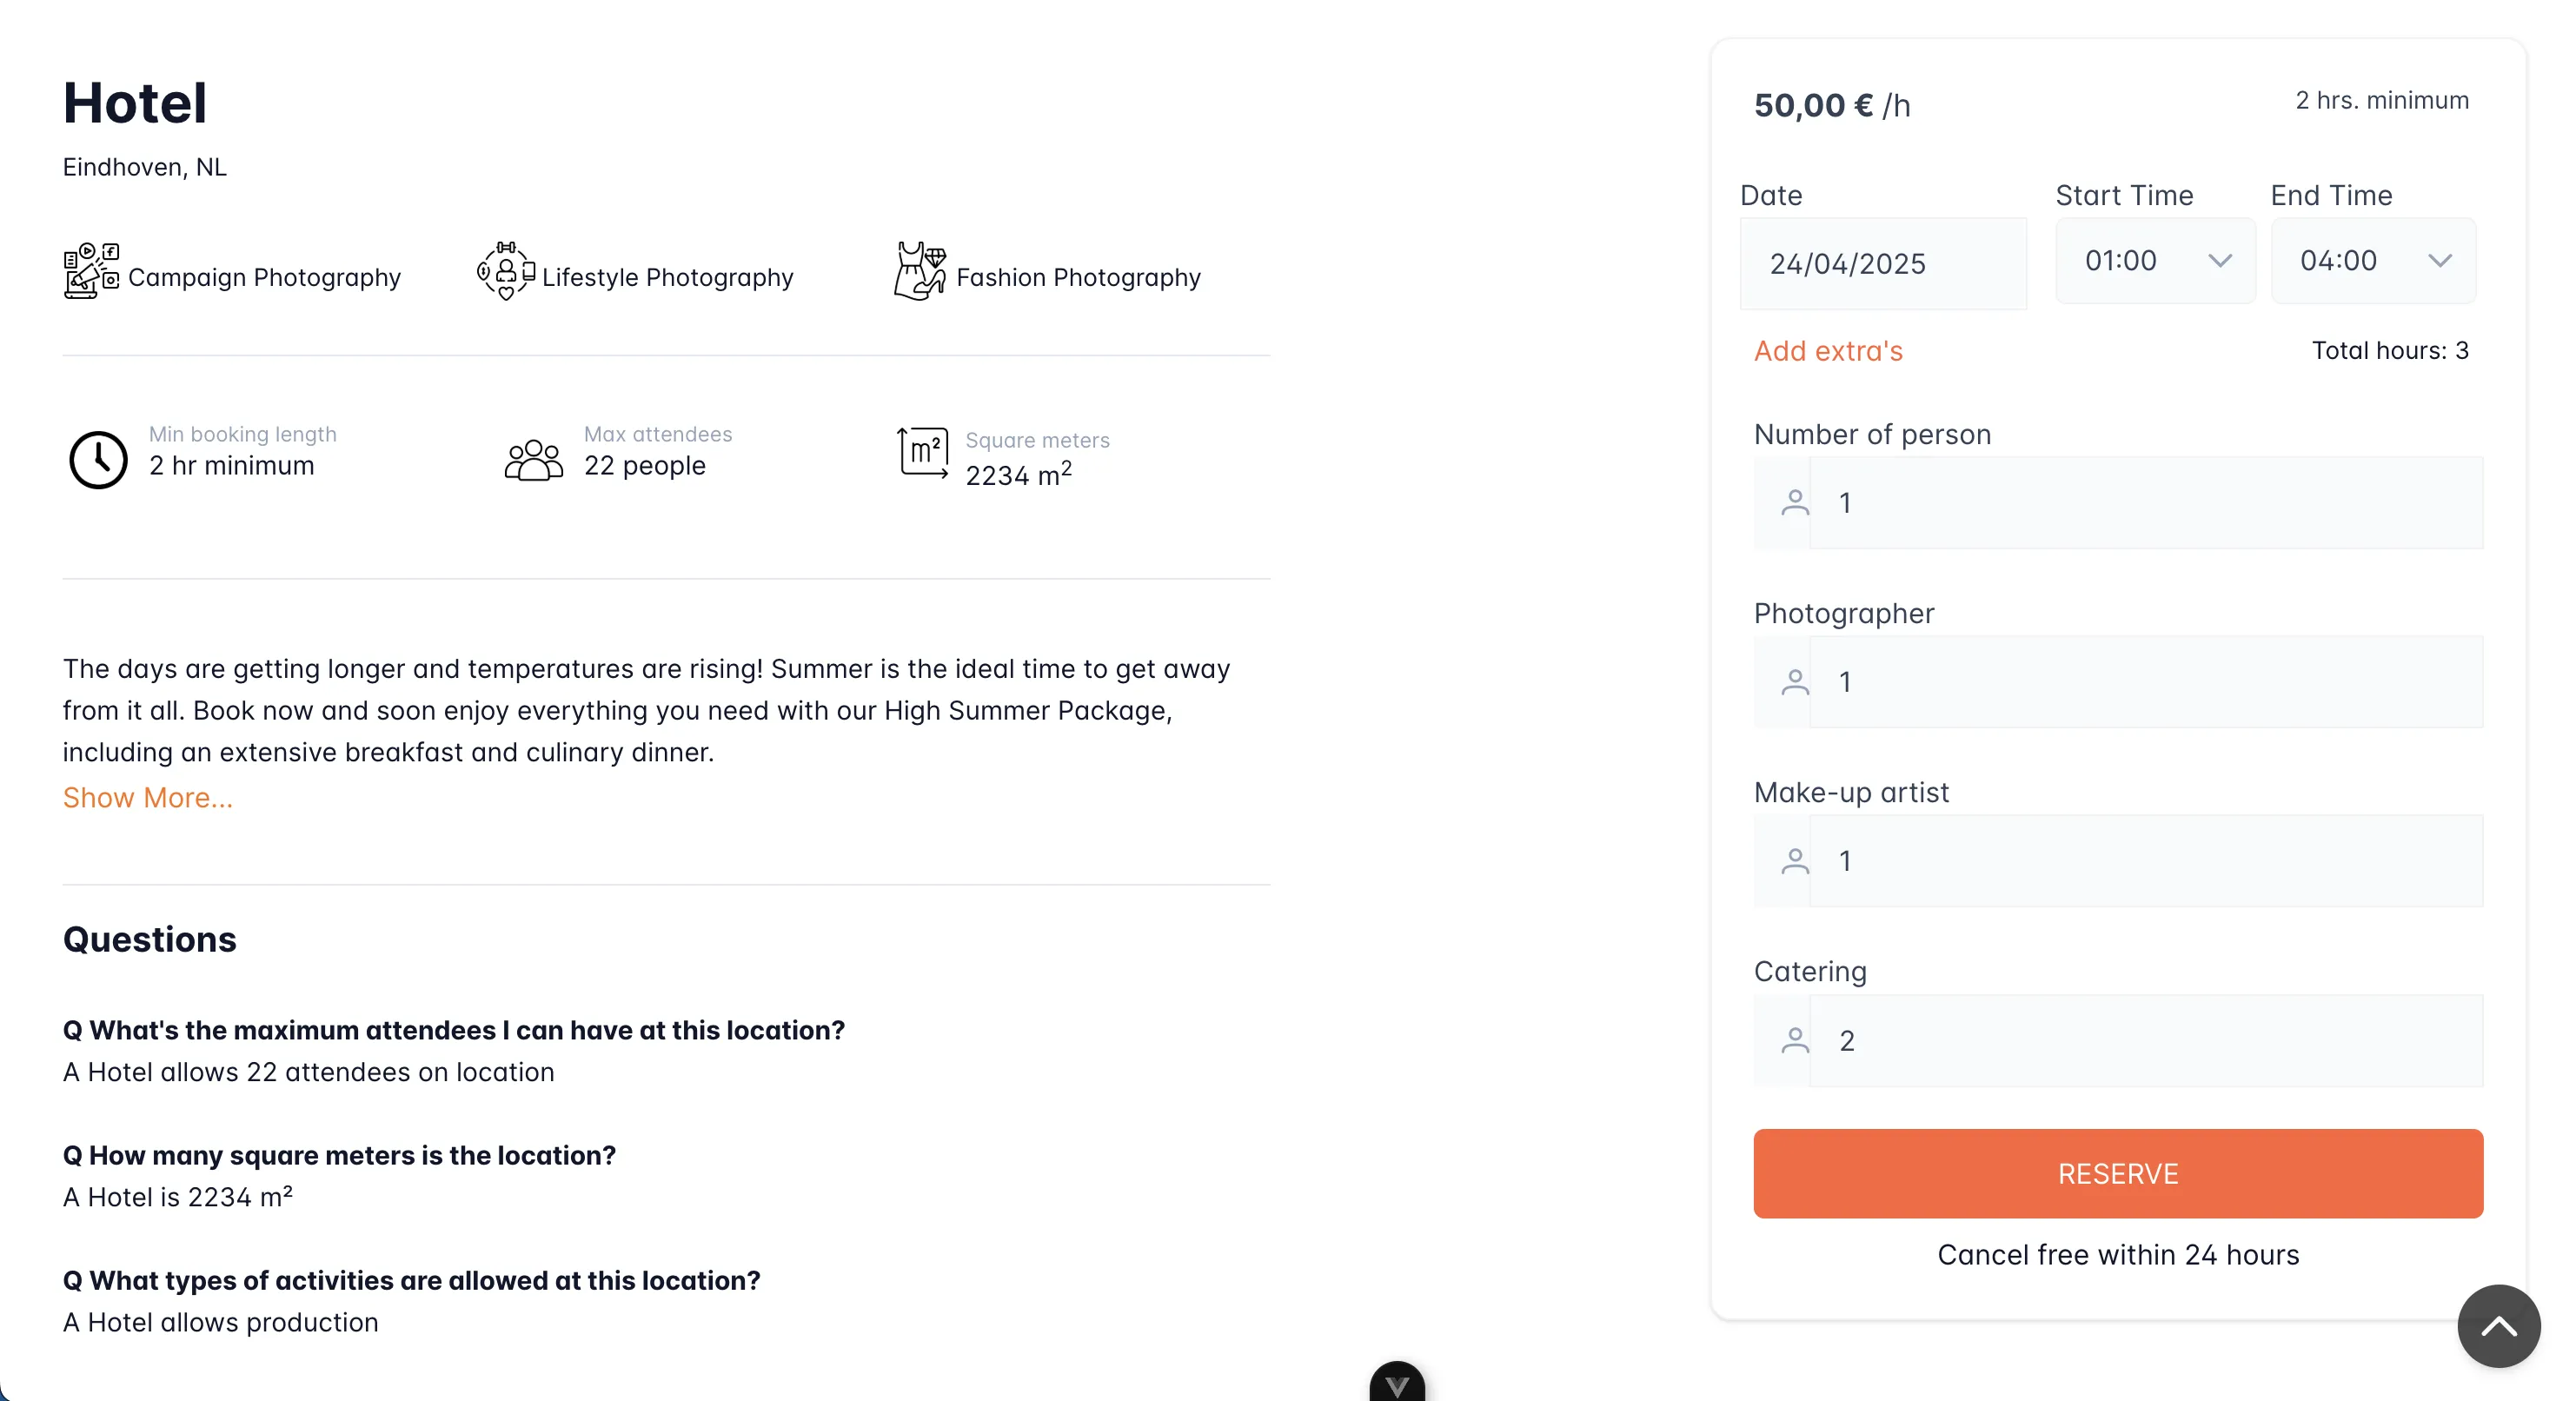 Hotel
Eindhoven, NL
Campaign Photography
Lifestyle Photography
Fashion Photography
Min booking length
2 hr minimum
Max attendees
22 people
m²
Square meters
2234 m²
The days are getting longer and temperatures are rising! Summer is the ideal time to get away
from it all. Book now and soon enjoy everything you need with our High Summer Package,
including an extensive breakfast and culinary dinner.
Show More...
Questions
Q What's the maximum attendees I can have at this location?
A Hotel allows 22 attendees on location
Q How many square meters is the location?
A Hotel is 2234 m²
Q What types of activities are allowed at this location?
A Hotel allows production
50,00 € /h
2 hrs. minimum
Date
Start Time
End Time
24/04/2025
01:00
04:00
Add extra's
Total hours: 3
Number of person
1
Photographer
1
Make-up artist
1
Catering
2
RESERVE
Cancel free within 24 hours